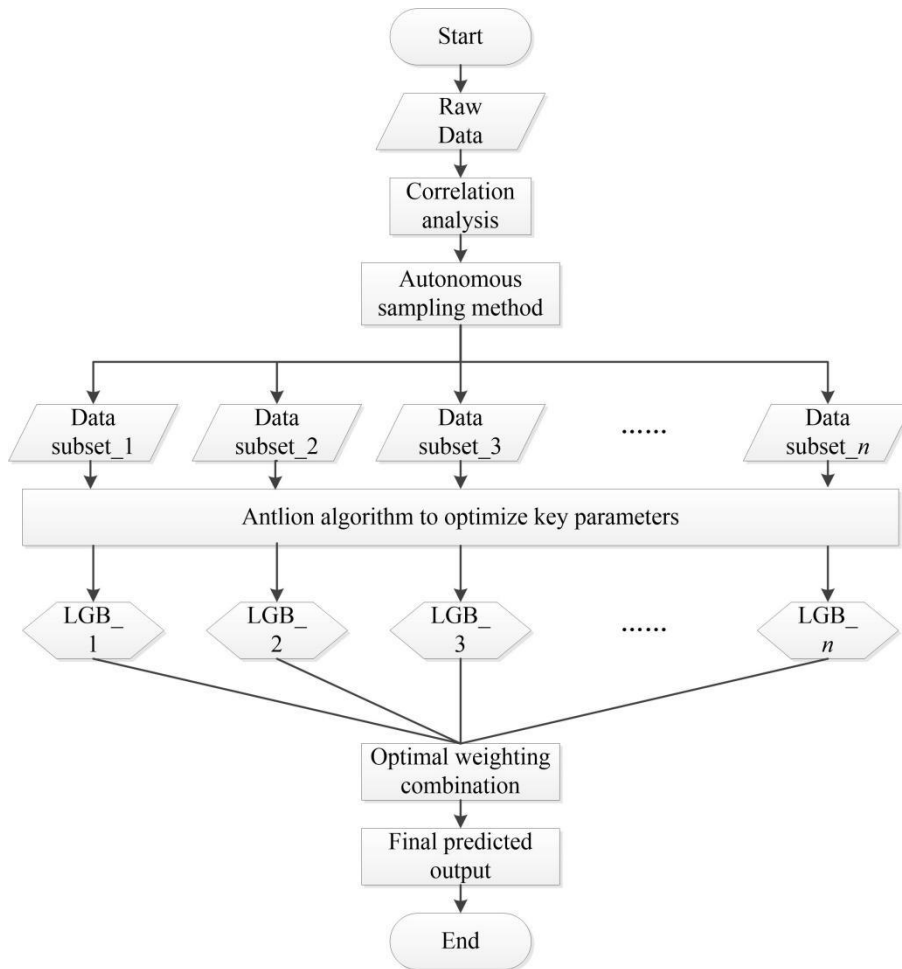 Start
Raw
Data
Correlation
analysis
Autonomous
sampling method
Data
subset_1
Data
subset_2
Data
subset_3
......
Data
subset_n
Antlion algorithm to optimize key parameters
LGB_
1
LGB_
2
LGB_
3
......
LGB_
n
Optimal weighting
combination
Final predicted
output
End